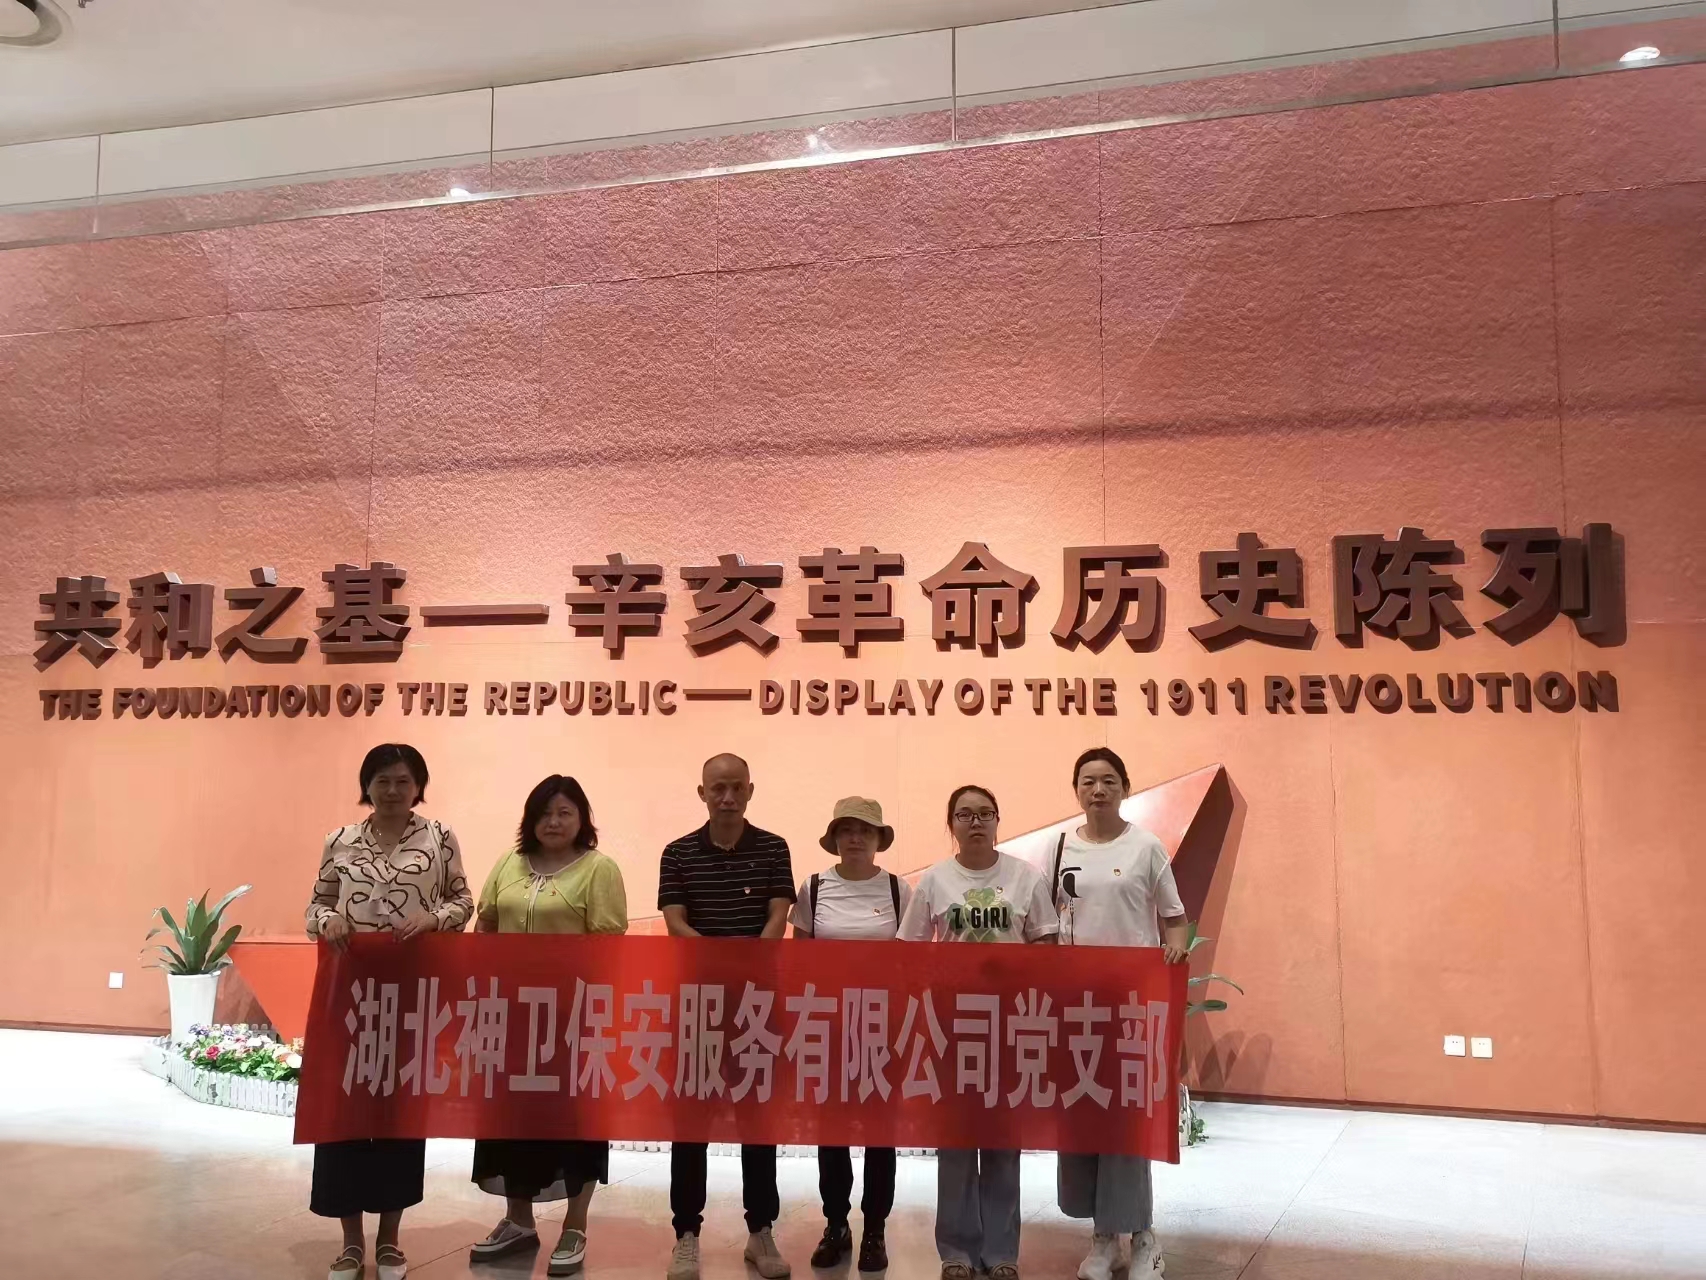 共和之基—辛亥革命历史陈列
THE FOUNDATION OF THE REPUBLIC—DISPLAY OF THE 1911 REVOLUTION
Z·GIRL
湖北神卫保安服务有限公司党支部